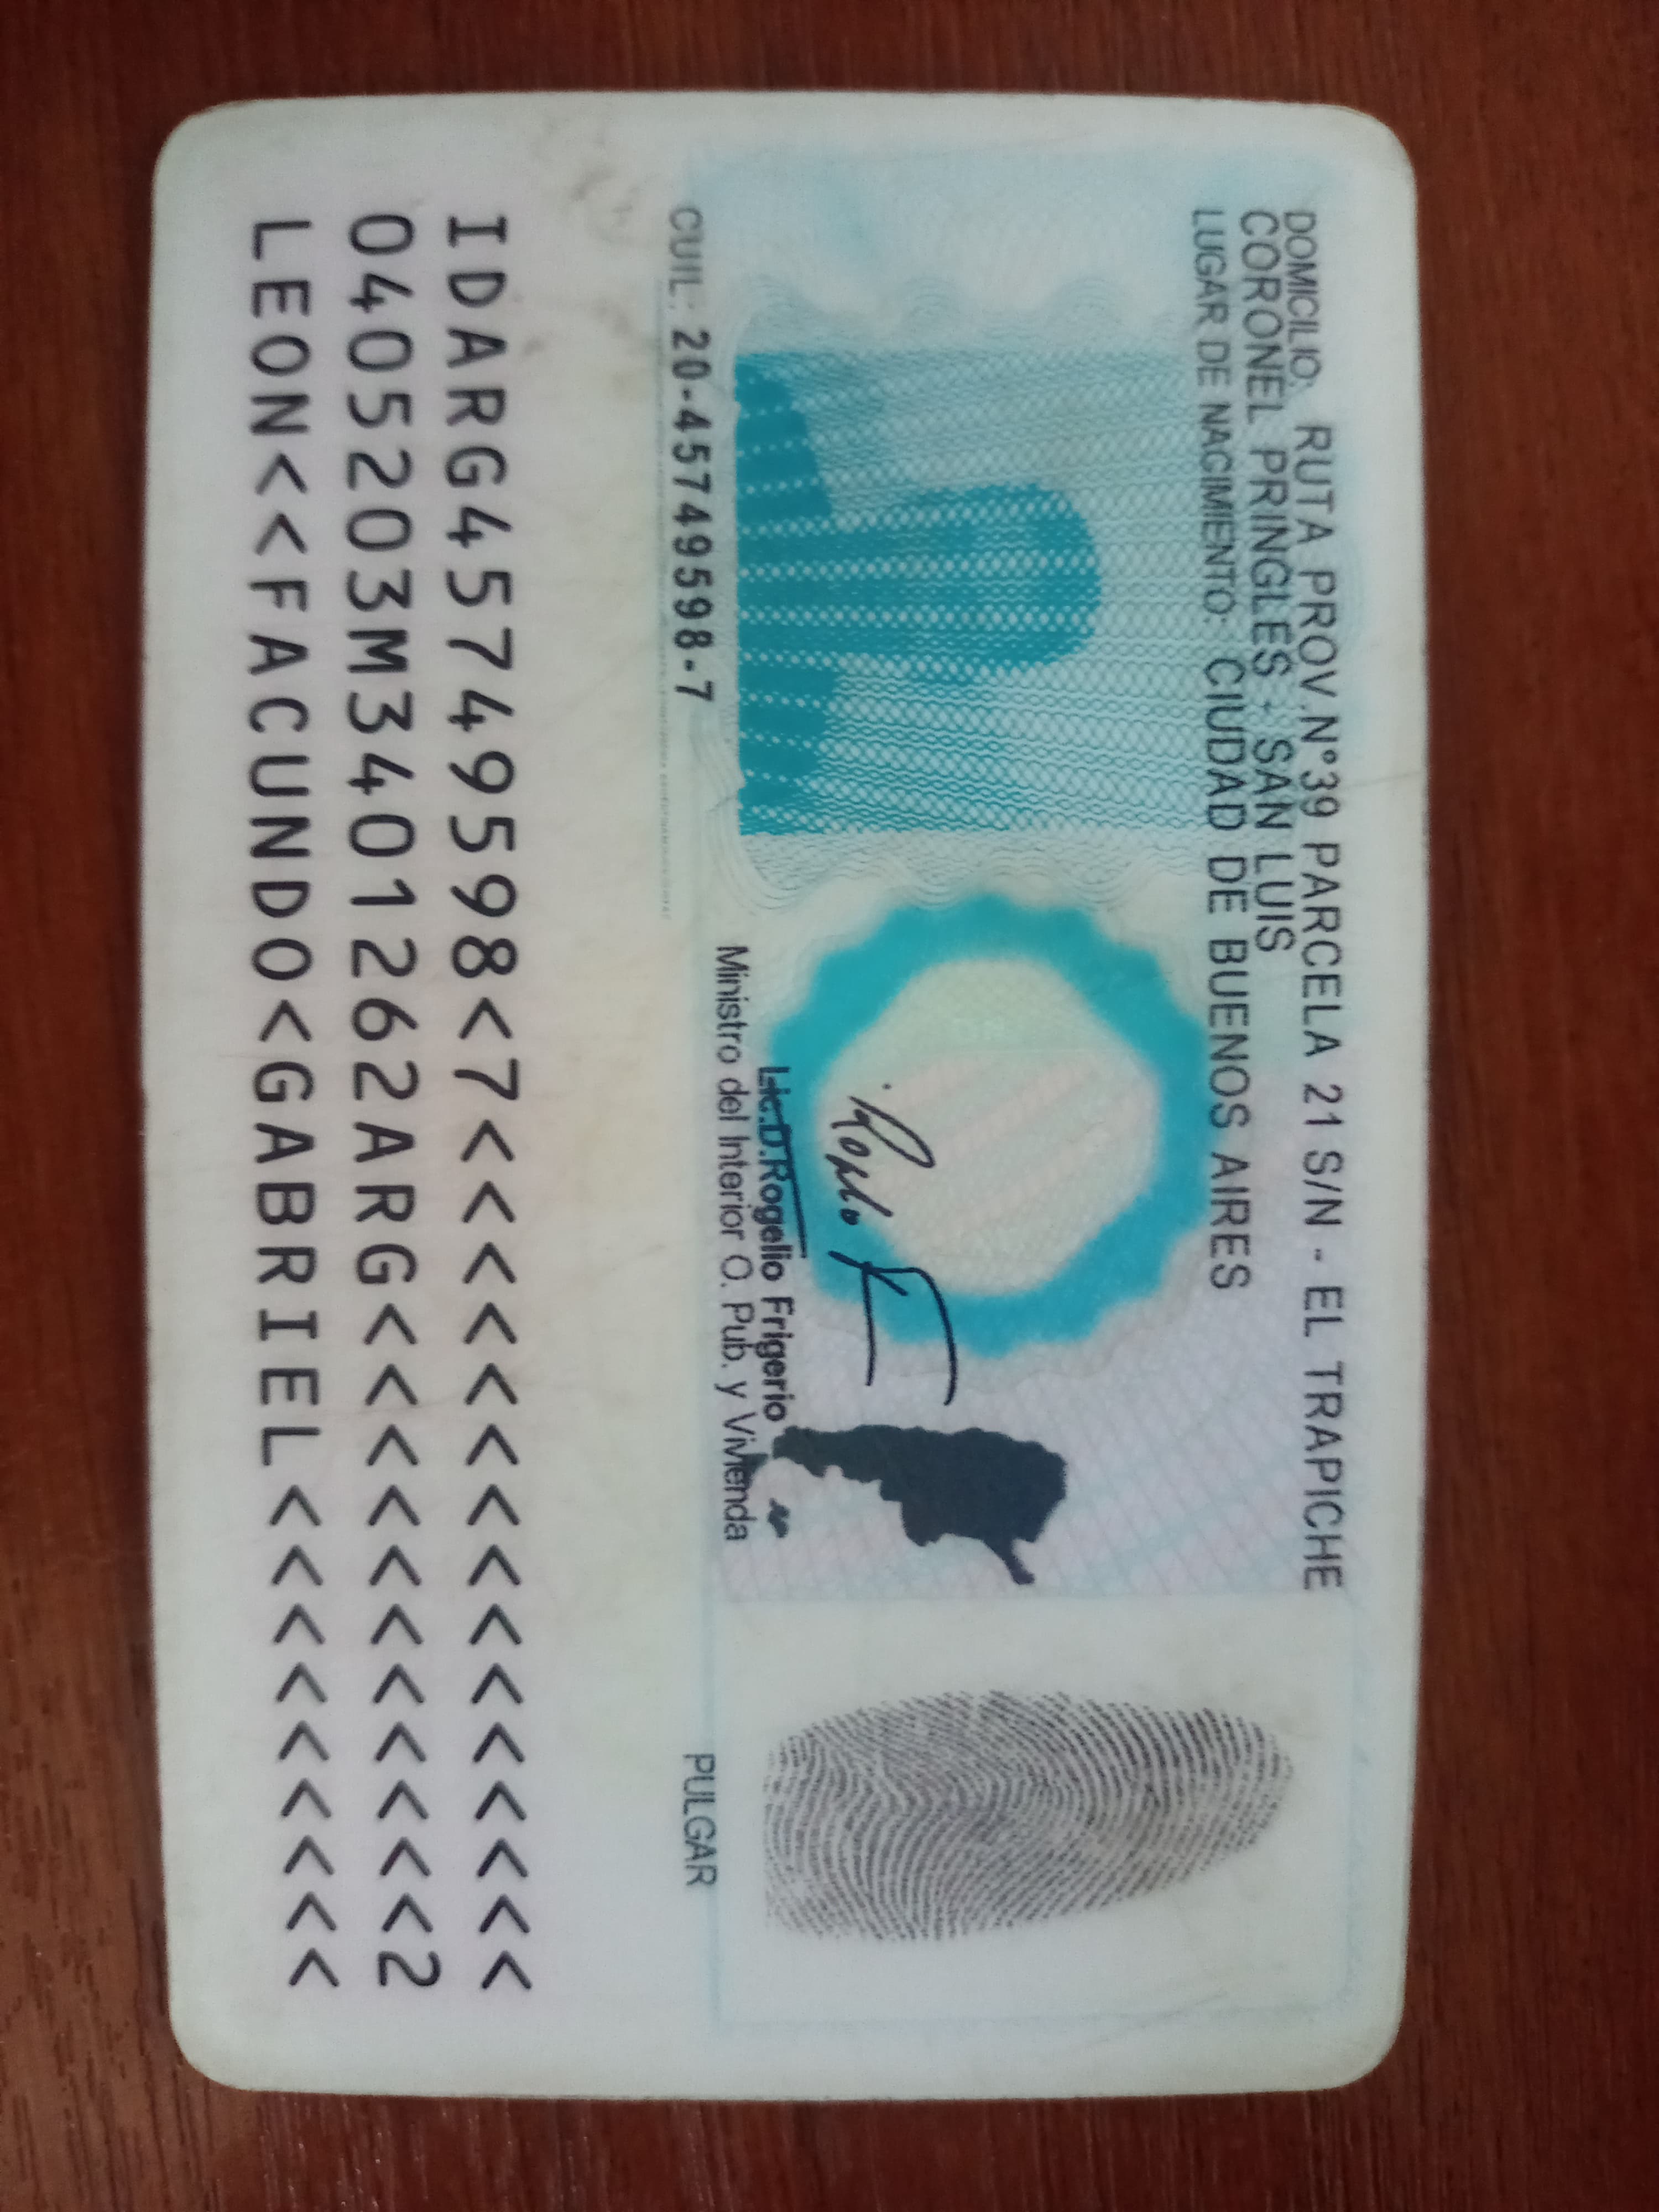 DOMICILIO: RUTA PROV.N°39 PARCELA 21 S/N - EL TRAPICHE
CORONEL PRINGLES - SAN LUIS
LUGAR DE NACIMIENTO: CIUDAD DE BUENOS AIRES
Lic.D.Rogelio Frigerio
Ministro del Interior O. Pub. y Vivienda
CUIL: 20-45749598-7
PULGAR
IDARG45749598<7<<<<<<<<<<<<<<<
0405203M3401262ARG<<<<<<<<<<<2
LEON<<FACUNDO<GABRIEL<<<<<<<<<